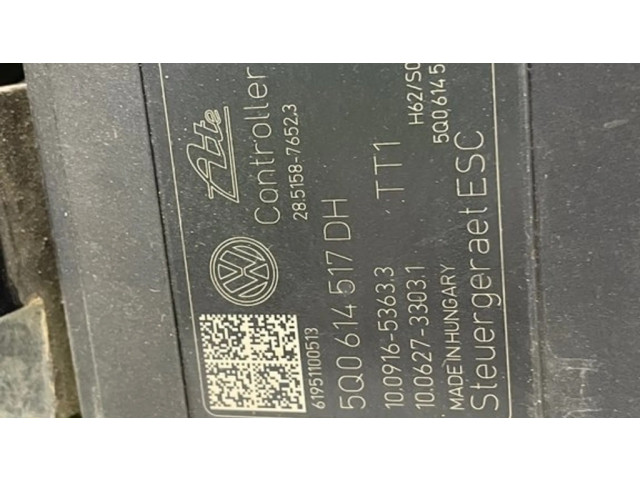 Ate
Controller
28.5158-7652.3
61951100513
5Q0 614 517 DH
10.0916-5363.3 TT1
10.0627-3303.1
MADE IN HUNGARY H62/SO
Steuergeraet ESC 5Q0 614 5